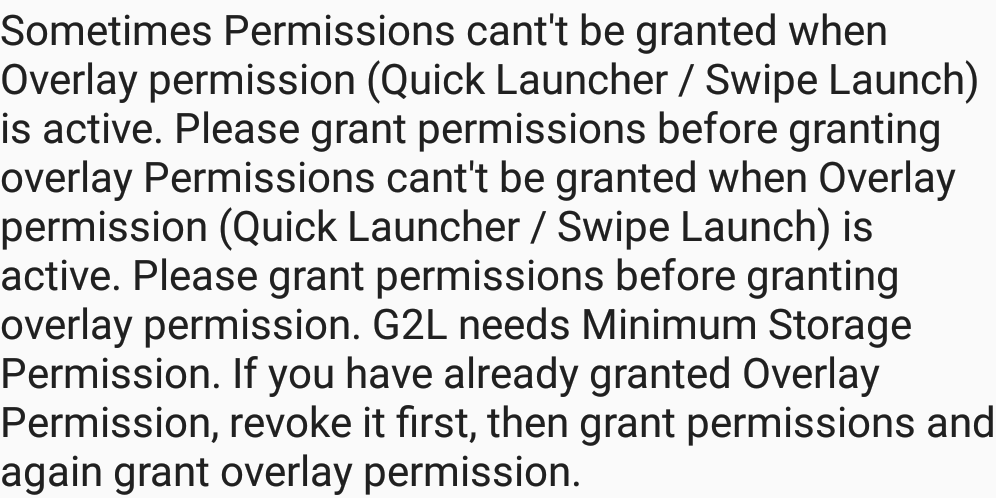 Sometimes Permissions cant't be granted when
Overlay permission (Quick Launcher / Swipe Launch)
is active. Please grant permissions before granting
overlay Permissions cant't be granted when Overlay
permission (Quick Launcher / Swipe Launch) is
active. Please grant permissions before granting
overlay permission. G2L needs Minimum Storage
Permission. If you have already granted Overlay
Permission, revoke it first, then grant permissions and
again grant overlay permission.